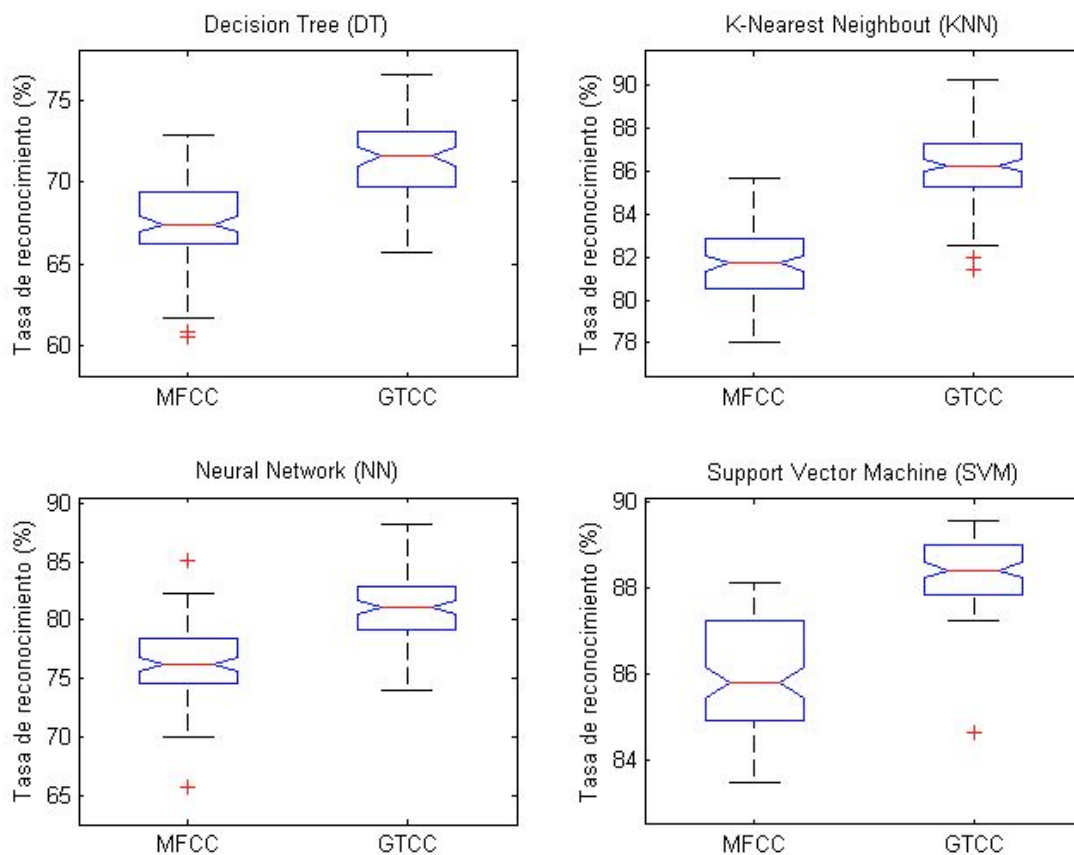 Decision Tree (DT)
Tasa de reconocimiento (%)
75
70
65
60
MFCC GTCC
K-Nearest Neighbout (KNN)
Tasa de reconocimiento (%)
90
88
86
84
82
80
78
MFCC GTCC
Neural Network (NN)
Tasa de reconocimiento (%)
90
85
80
75
70
65
MFCC GTCC
Support Vector Machine (SVM)
Tasa de reconocimiento (%)
90
88
86
84
MFCC GTCC